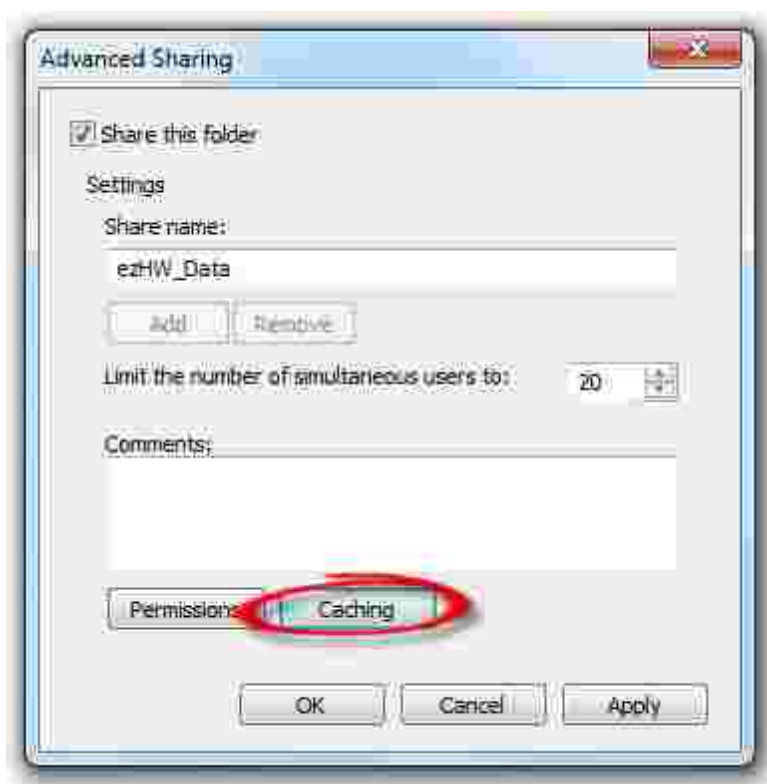 Advanced Sharing
Share this folder
Settings
Share name:
ezHW_Data
Add Remove
Limit the number of simultaneous users to: 20
Comments:
Permissions Caching
OK Cancel Apply